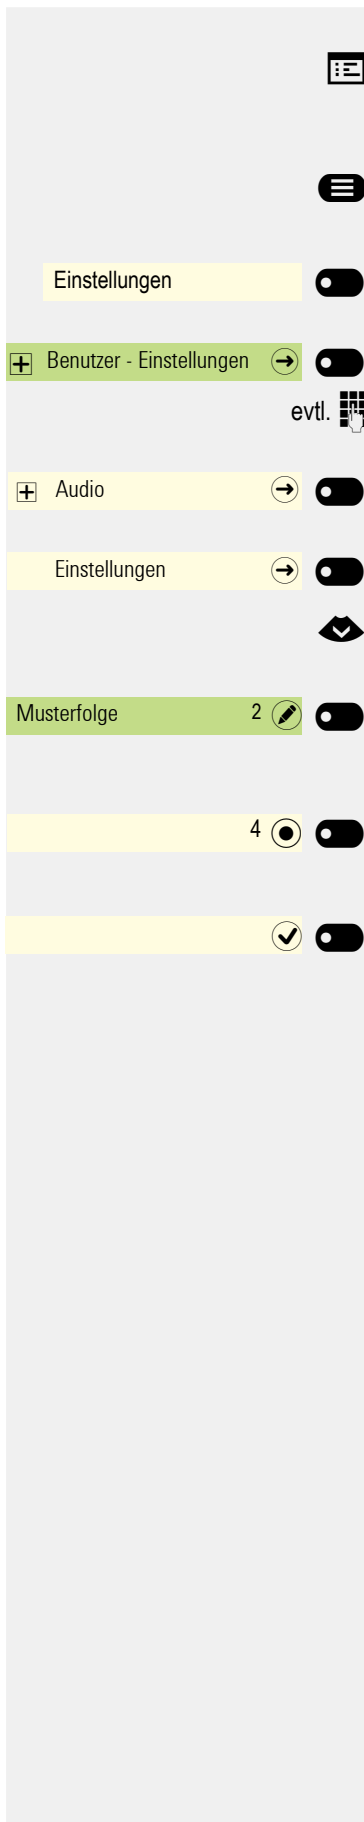 Einstellungen
Benutzer - Einstellungen
evtl.
Audio
Einstellungen
Musterfolge 2
4